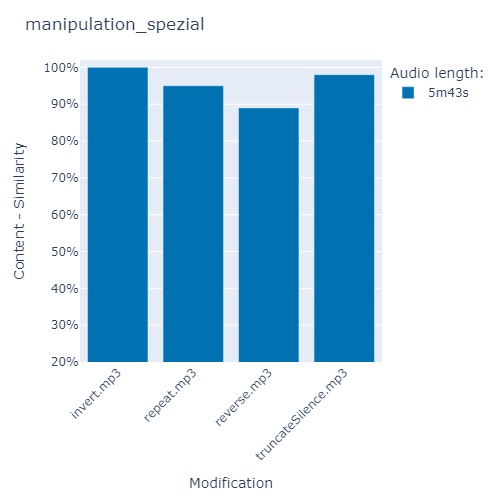 manipulation_spezial
100%
90%
80%
70%
60%
50%
40%
30%
20%
Content – Similarity
invert.mp3
repeat.mp3
reverse.mp3
truncateSilence.mp3
Modification
Audio length:
5m43s